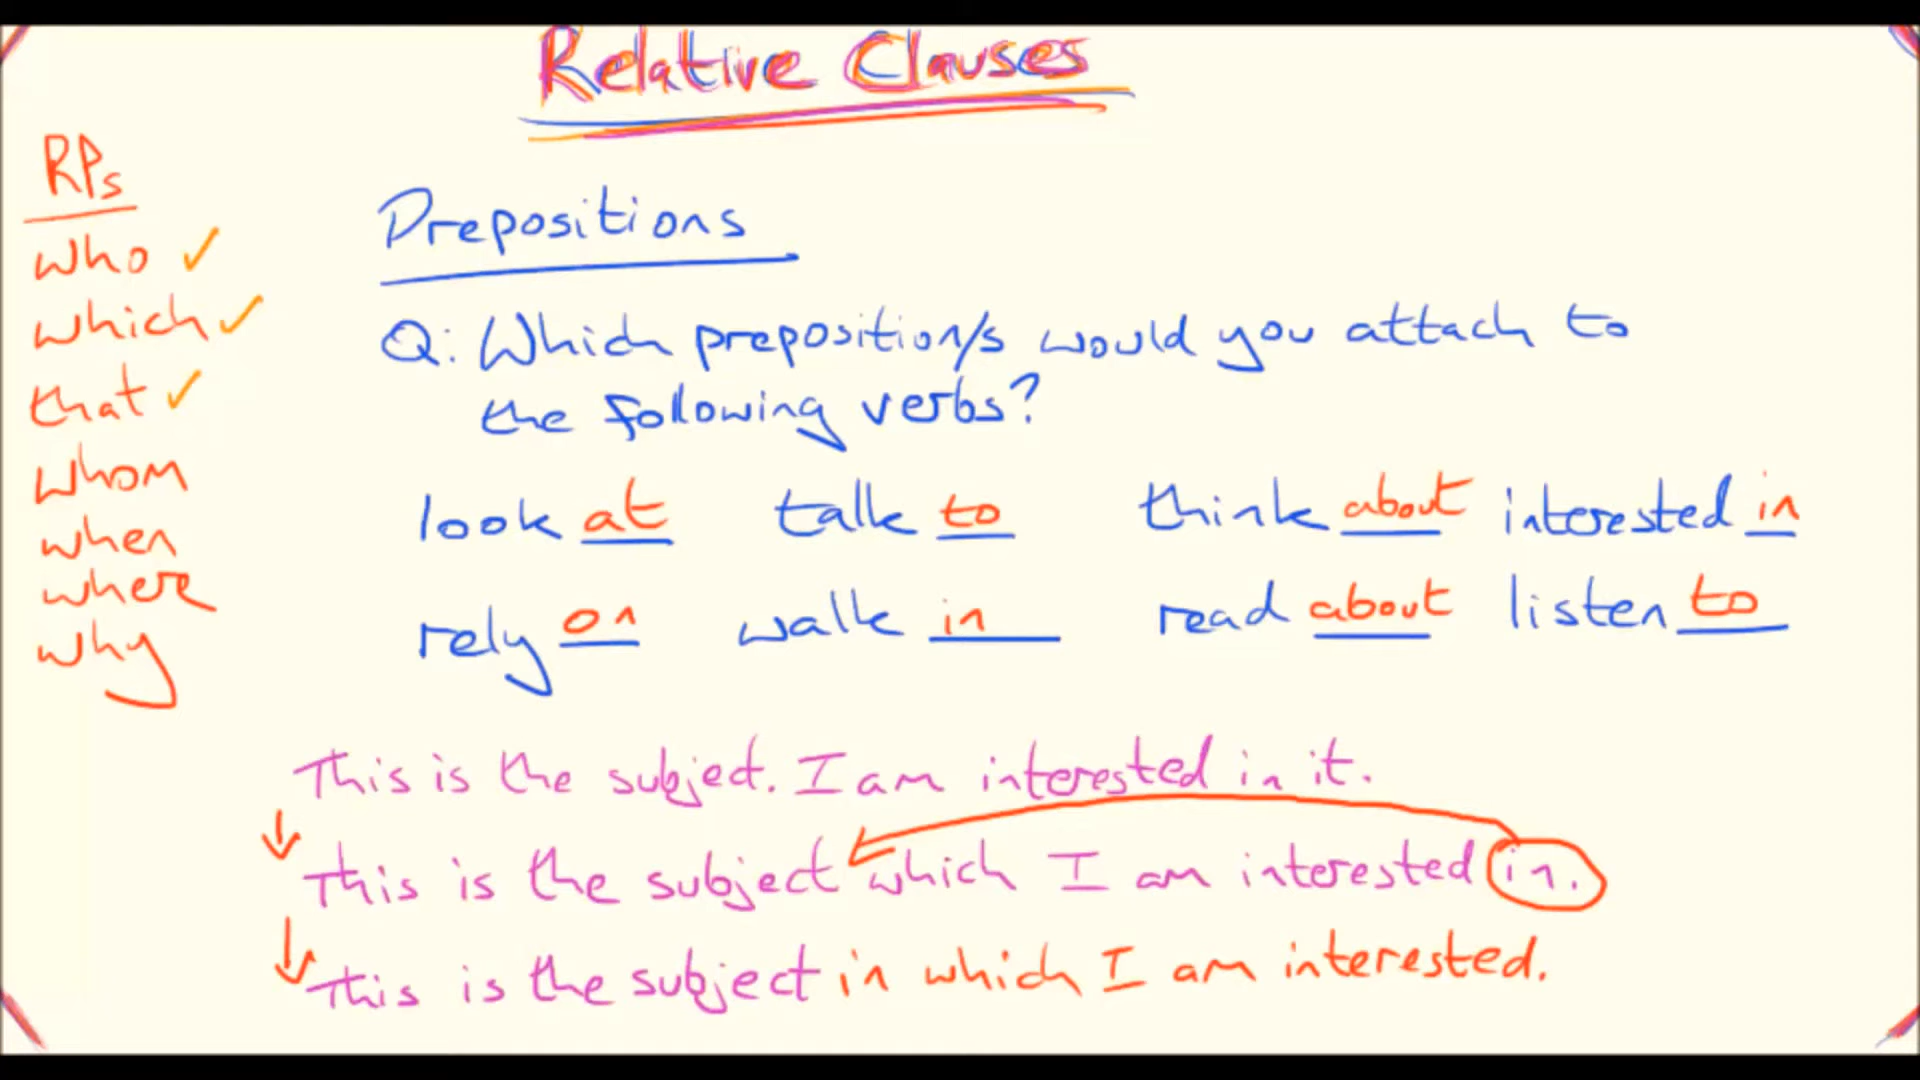 Relative Clauses
RPs
who ✓
which ✓
that ✓
whom
when
where
why
Prepositions
Q: Which preposition/s would you attach to
the following verbs?
look at talk to think about interested in
rely on walk in read about listen to
This is the subject. I am interested in it.
This is the subject which I am interested in.
This is the subject in which I am interested.